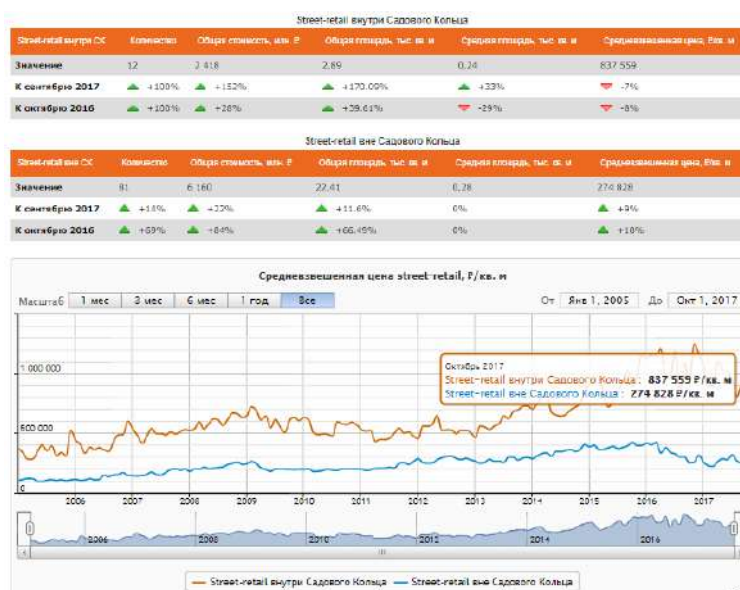 Street-retail внутри Садового Кольца
Street-retail внутри СК Количество Общая стоимость, млн. ₽ Общая площадь, тыс. кв. м Средняя площадь, тыс. кв. м Средневзвешенная цена, ₽/кв. м
Значение 12 2 418 2,89 0,24 837 559
К сентябрю 2017 +100% +152% +170.09% +33% -7%
К октябрю 2016 +100% +28% +39.61% -29% -8%
Street-retail вне Садового Кольца
Street-retail вне СК Количество Общая стоимость, млн. ₽ Общая площадь, тыс. кв. м Средняя площадь, тыс. кв. м Средневзвешенная цена, ₽/кв. м
Значение 81 6 160 22,41 0,28 274 828
К сентябрю 2017 +14% +22% +11.6% 0% +9%
К октябрю 2016 +69% +84% +66.49% 0% +10%
Средневзвешенная цена street-retail, ₽/кв. м
Масштаб 1 мес 3 мес 6 мес 1 год Все От Янв 1, 2005 До Окт 1, 2017
1 000 000
Октябрь 2017
Street-retail внутри Садового Кольца: 837 559 ₽/кв. м
Street-retail вне Садового Кольца: 274 828 ₽/кв. м
500 000
0
2006 2007 2008 2009 2010 2011 2012 2013 2014 2015 2016 2017
2006 2008 2010 2012 2014 2016
Street-retail внутри Садового Кольца Street-retail вне Садового Кольца